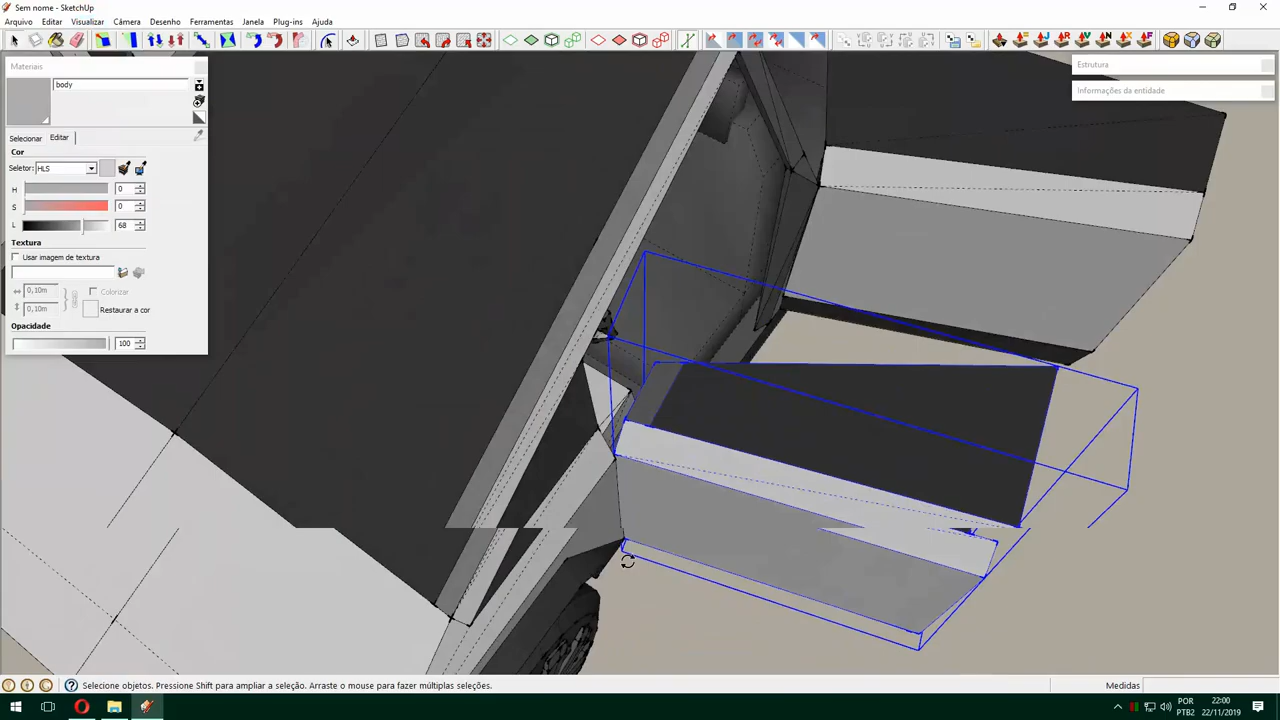 Sem nome - SketchUp
Arquivo Editar Visualizar Câmera Desenho Ferramentas Janela Plug-ins Ajuda
Materiais
body
Selecionar Editar
Cor
Seletor: HLS
H 0
S 0
L 68
Textura
Usar imagem de textura
0,10m Colorizar
0,10m Restaurar a cor
Opacidade
100
Estrutura
Informações da entidade
Selecione objetos. Pressione Shift para ampliar a seleção. Arraste o mouse para fazer múltiplas seleções.
Medidas
POR 22:00
PTB2 22/11/2019